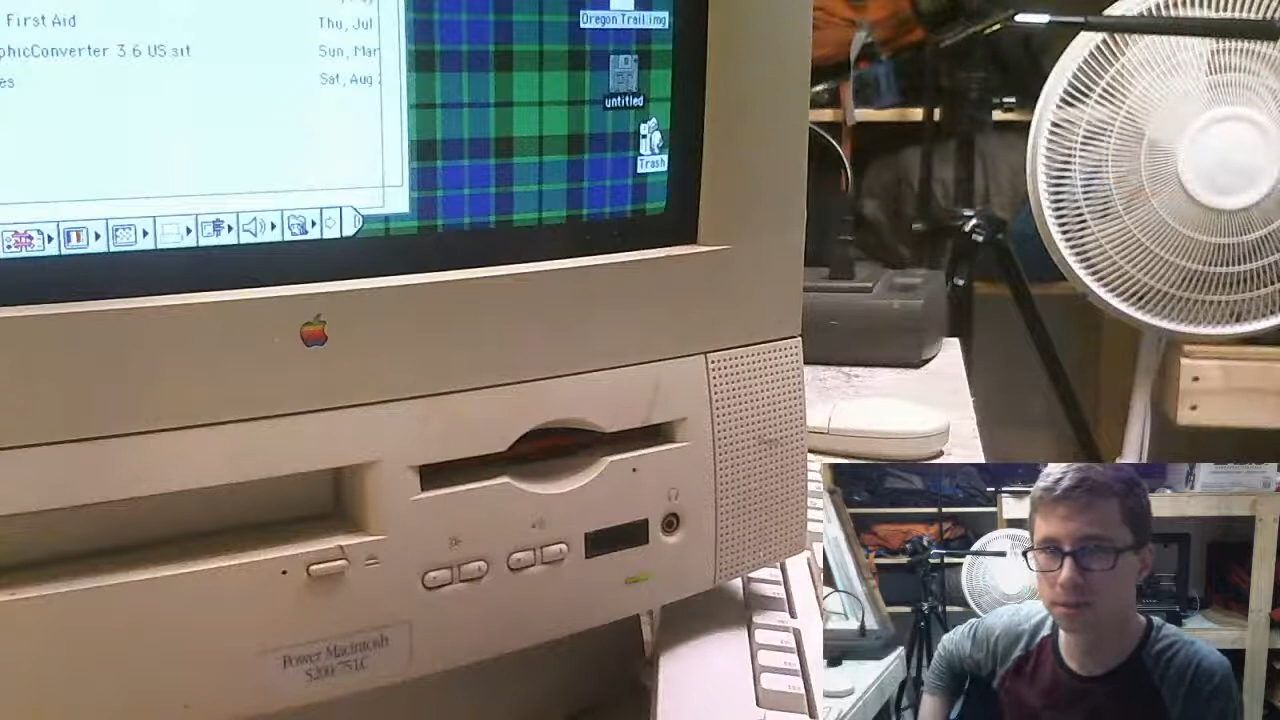 First Aid
Thu, Jul
phicConverter 3.6 US.sit
Sun, Mar
es
Sat, Aug
Oregon Trail.img
untitled
Trash
Power Macintosh
5200/75 LC